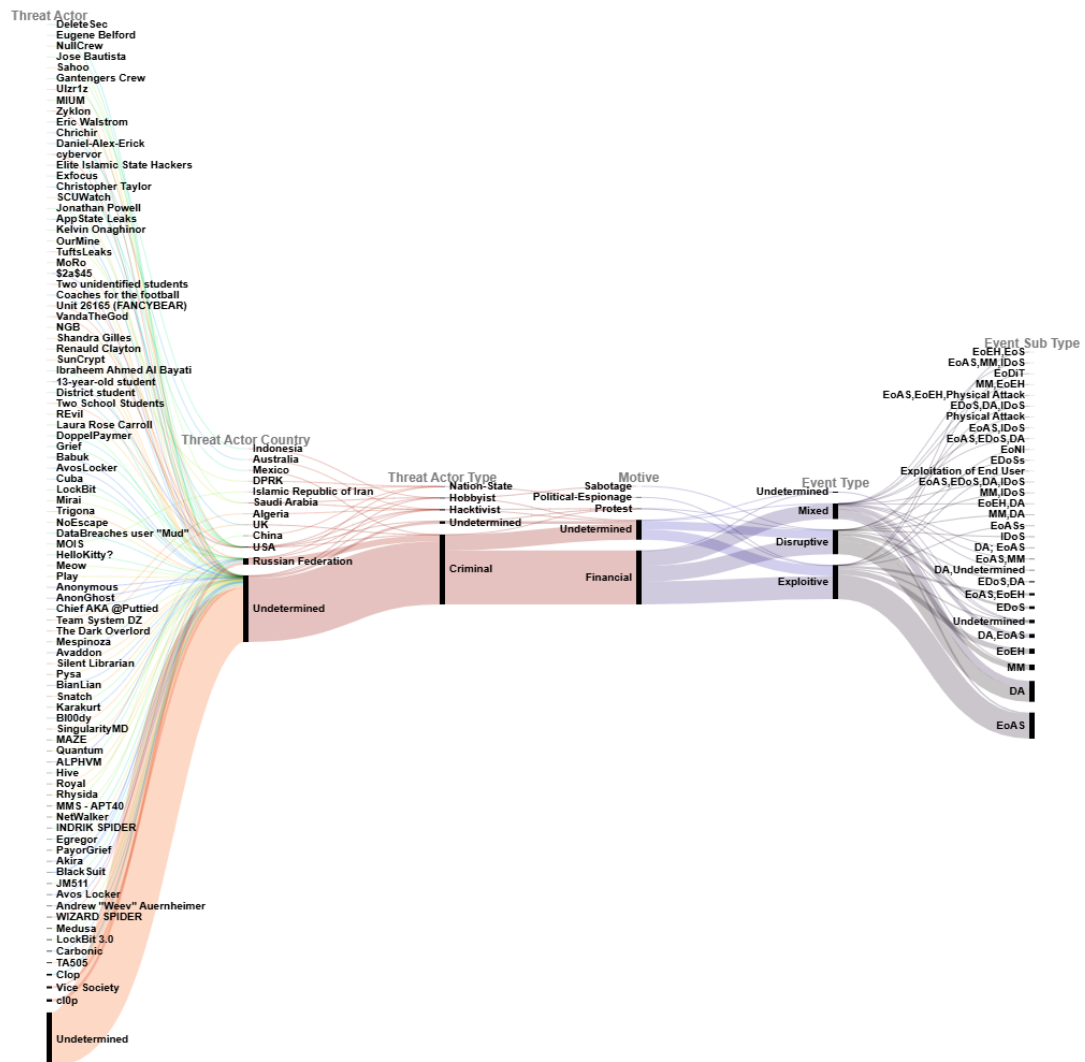 Threat Actor
DeleteSec
Eugene Belford
NullCrew
Jose Bautista
Sahoo
Gantengers Crew
Ulzr1z
MIUM
Zyklon
Eric Walstrom
Chrichir
Daniel-Alex-Erick
cybervor
Elite Islamic State Hackers
Exfocus
Christopher Taylor
SCUWatch
Jonathan Powell
AppState Leaks
Kelvin Onaghinor
OurMine
TuftsLeaks
MoRo
$2a$45
Two unidentified students
Coaches for the football
Unit 26165 (FANCYBEAR)
VandaTheGod
NGB
Shandra Gilles
Renauld Clayton
SunCrypt
Ibraheem Ahmed Al Bayati
13-year-old student
District student
Two School Students
REvil
Laura Rose Carroll
DoppelPaymer
Grief
Babuk
AvosLocker
Cuba
LockBit
Mirai
Trigona
NoEscape
DataBreaches user "Mud"
MOIS
HelloKitty?
Meow
Play
Anonymous
AnonGhost
Chief AKA @Puttied
Team System DZ
The Dark Overlord
Mespinoza
Avaddon
Silent Librarian
Pysa
BianLian
Snatch
Karakurt
Bl00dy
SingularityMD
MAZE
Quantum
ALPHVM
Hive
Royal
Rhysida
MMS - APT40
NetWalker
INDRIK SPIDER
Egregor
PayorGrief
Akira
BlackSuit
JM511
Avos Locker
Andrew "Weev" Auernheimer
WIZARD SPIDER
Medusa
LockBit 3.0
Carbonic
TA505
Clop
Vice Society
cl0p
Undetermined
Threat Actor Country
Indonesia
Australia
Mexico
DPRK
Islamic Republic of Iran
Saudi Arabia
Algeria
UK
China
USA
Russian Federation
Undetermined
Threat Actor Type
Nation-State
Hobbyist
Hacktivist
Undetermined
Criminal
Motive
Sabotage
Political-Espionage
Protest
Undetermined
Financial
Event Type
Undetermined
Mixed
Disruptive
Exploitive
Event Sub Type
EoEH,EoS
EoAS,MM,IDoS
EoDiT
MM,EoEH
EoAS,EoEH,Physical Attack
EDoS,DA,IDoS
Physical Attack
EoAS,IDoS
EoAS,EDoS,DA
EoNI
EDoSs
Exploitation of End User
EoAS,EDoS,DA,IDoS
MM,IDoS
EoEH,DA
MM,DA
EoASs
IDoS
DA; EoAS
EoAS,MM
DA,Undetermined
EDoS,DA
EoAS,EoEH
EDoS
Undetermined
DA,EoAS
EoEH
MM
DA
EoAS